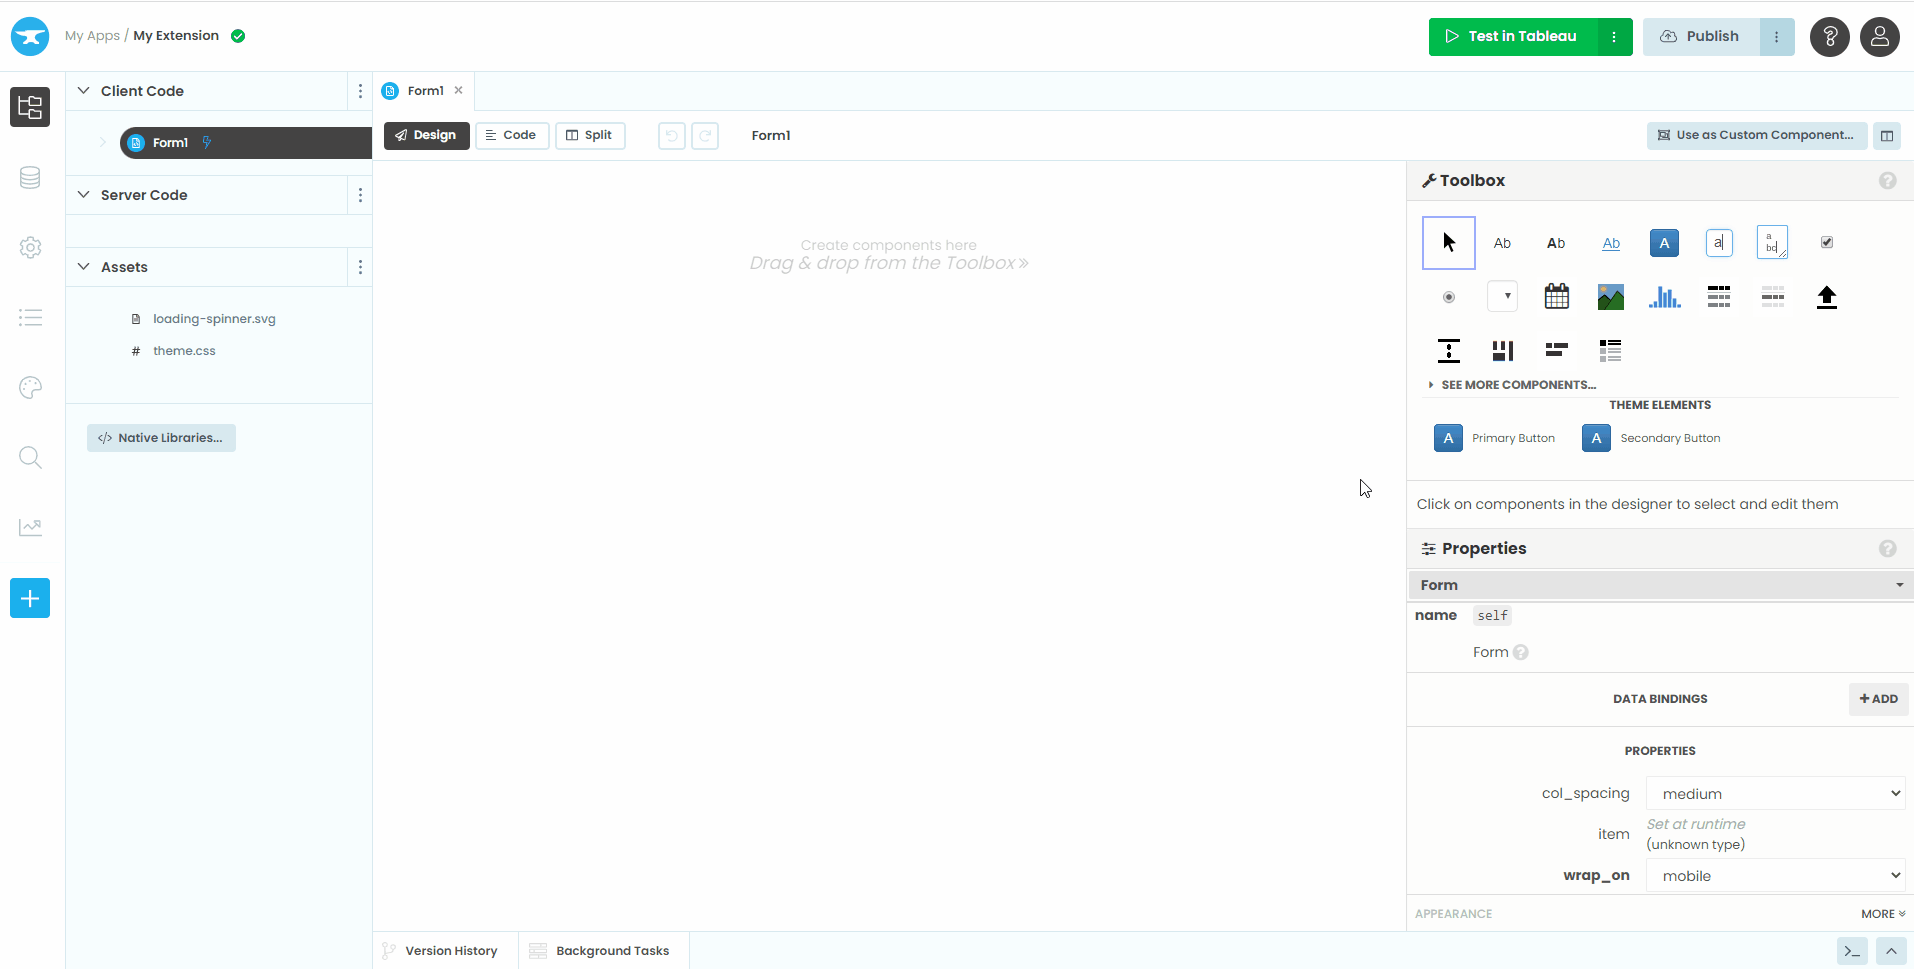 My Apps / My Extension
Test in Tableau
Publish
Client Code
Form1
Form1
Design
Code
Split
Form1
Use as Custom Component...
Server Code
Assets
loading-spinner.svg
# theme.css
</> Native Libraries...
Create components here
Drag & drop from the Toolbox »
Toolbox
Ab
Ab
Ab
A
a
a
bc
SEE MORE COMPONENTS...
THEME ELEMENTS
A Primary Button
A Secondary Button
Click on components in the designer to select and edit them
Properties
Form
name self
Form
DATA BINDINGS
+ ADD
PROPERTIES
col_spacing medium
item Set at runtime
(unknown type)
wrap_on mobile
APPEARANCE
MORE
Version History
Background Tasks